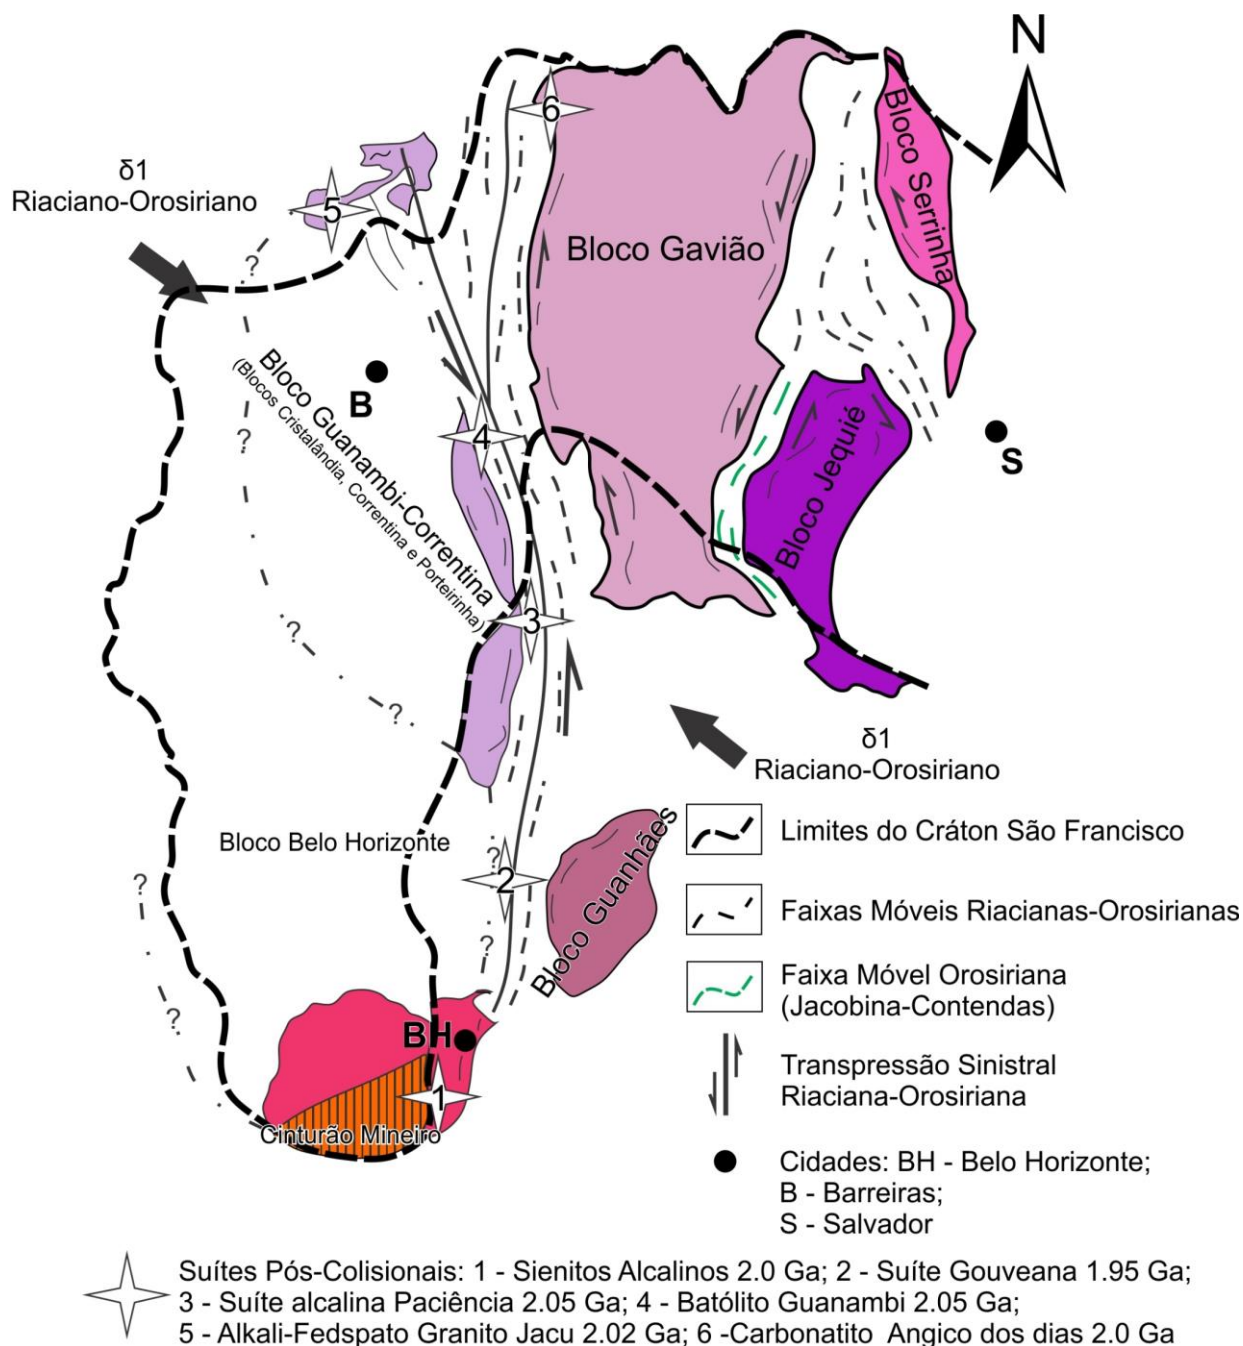 N
6
δ1
Riaciano-Orosiriano
5
Bloco Serrinha
Bloco Gavião
?
B
Bloco Guanambi-Correntina
(Blocos Cristalândia, Correntina e Porteirinha)
?
4
S
Bloco Jequié
3
?
?
δ1
Riaciano-Orosiriano
Bloco Belo Horizonte
?
?
2
Bloco Guanhães
?
?
BH
1
Cinturão Mineiro
Limites do Cráton São Francisco
Faixas Móveis Riacianas-Orosirianas
Faixa Móvel Orosiriana
(Jacobina-Contendas)
Transpressão Sinistral
Riaciana-Orosiriana
Cidades: BH - Belo Horizonte;
B - Barreiras;
S - Salvador
Suítes Pós-Colisionais: 1 - Sienitos Alcalinos 2.0 Ga; 2 - Suíte Gouveana 1.95 Ga;
3 - Suíte alcalina Paciência 2.05 Ga; 4 - Batólito Guanambi 2.05 Ga;
5 - Alkali-Fedspato Granito Jacu 2.02 Ga; 6 -Carbonatito Angico dos dias 2.0 Ga